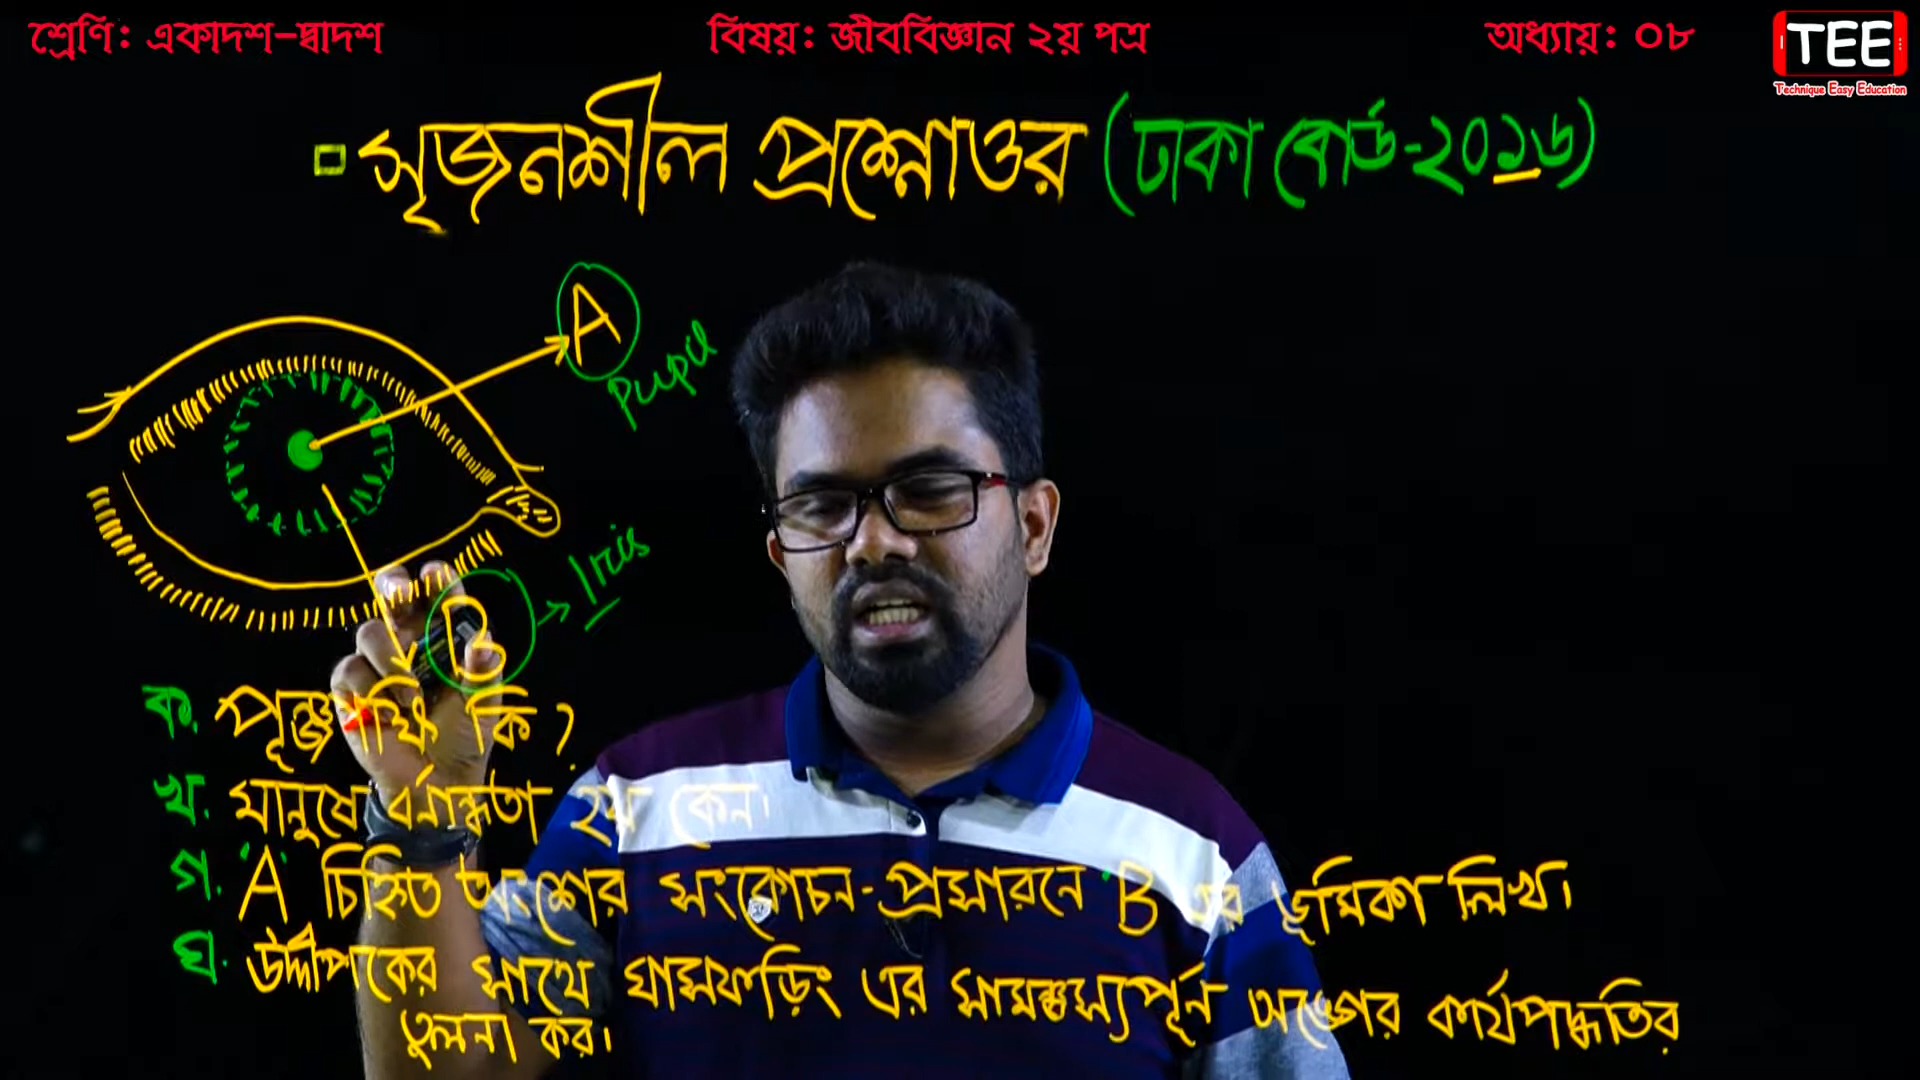 শ্রেণি: একাদশ-দ্বাদশ
বিষয়: জীববিজ্ঞান ২য় পত্র
অধ্যায়: ০৮
TEE
Technique Easy Education
সৃজনশীল প্রশ্নোত্তর (ঢাকা বোর্ড-২০১৬)
A
Pupil
B → Iris
ক. পূঞ্জাক্ষি কি?
খ. মানুষে বর্নান্ধতা হয় কেন।
গ. 'A' চিহ্নিত অংশের সংকোচন-প্রসারনে 'B' এর ভূমিকা লিখ।
ঘ. উদ্দীপকের সাথে ঘাসফড়িং এর সামঞ্জস্যপূর্ন অঙ্গের কার্যপদ্ধতির
তুলনা কর।